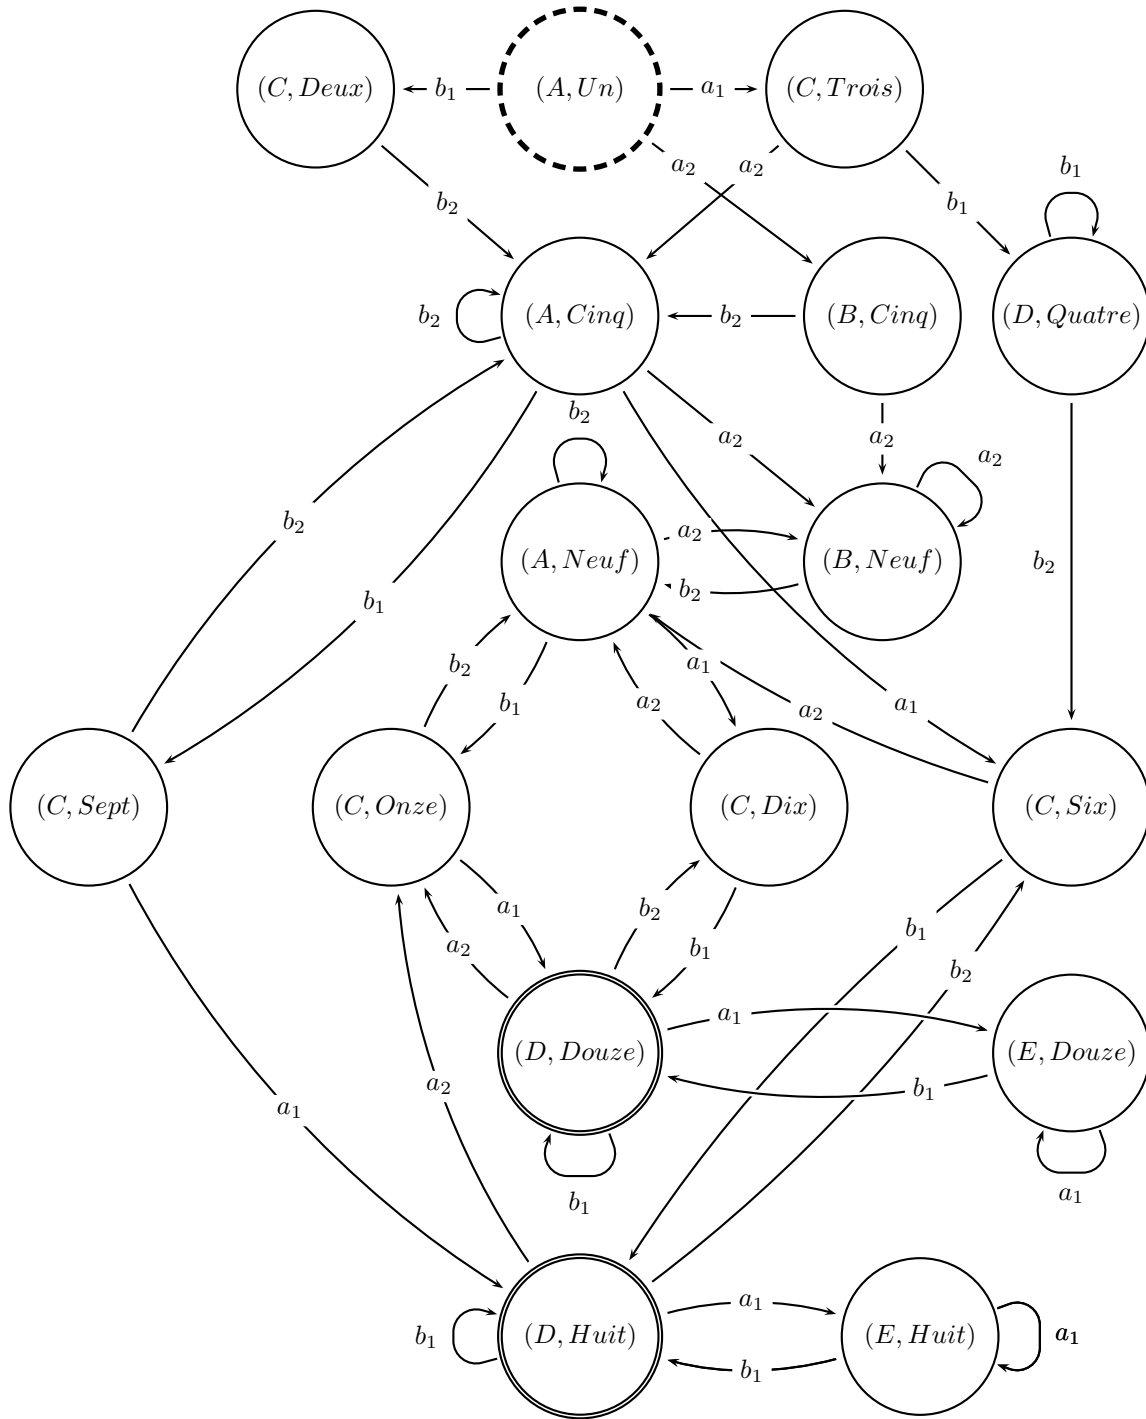 (C, Deux) b₁ (A, Un) a₁ (C, Trois)
a₂ a₂ b₁
b₂ b₁
b₂ (A, Cinq) b₂ (B, Cinq) (D, Quatre)
b₂ a₂ a₂ a₂
b₂ a₂ b₂
(A, Neuf) b₂ (B, Neuf)
b₁ b₂ a₁
b₁ a₂ a₂ a₁
(C, Sept) (C, Onze) (C, Dix) (C, Six)
a₁ b₂ b₁
a₂ b₁ b₂
a₁ (D, Douze) (E, Douze)
a₁ a₂ b₁
b₁ a₁
a₁
b₁ (D, Huit) (E, Huit) a₁
b₁